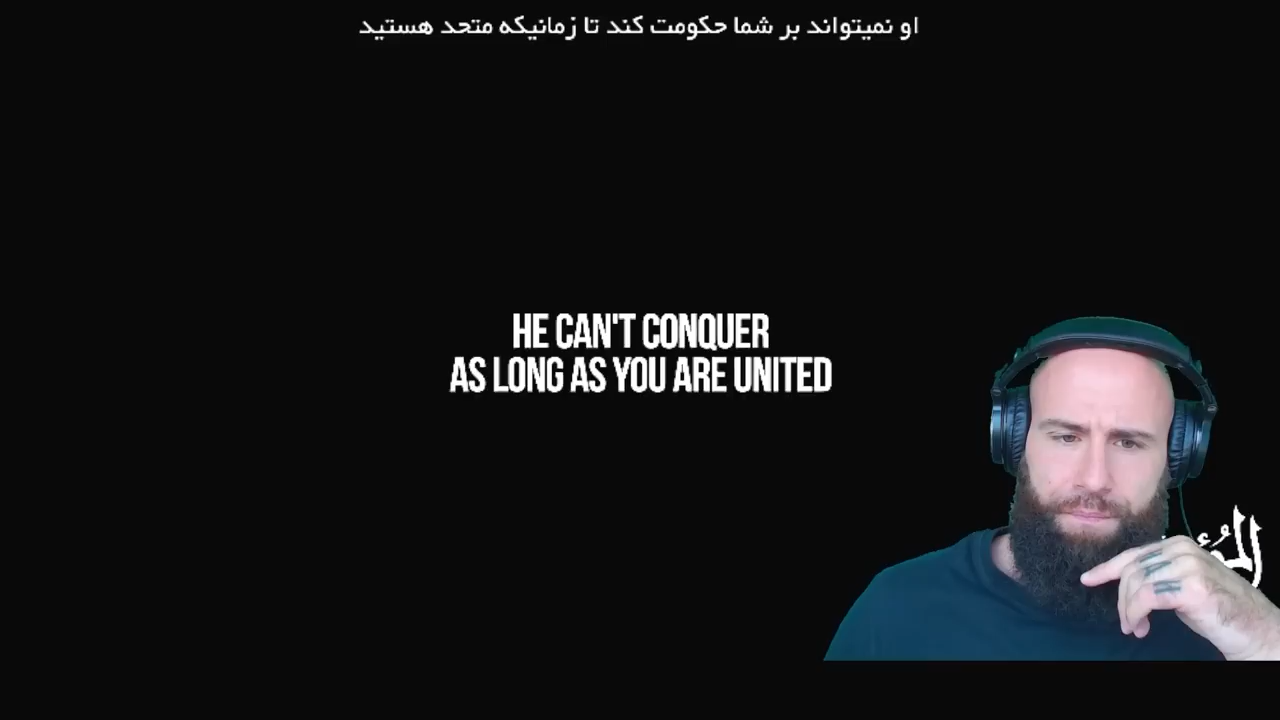 او نمیتواند بر شما حکومت کند تا زمانیکه متحد هستید
HE CAN'T CONQUER
AS LONG AS YOU ARE UNITED